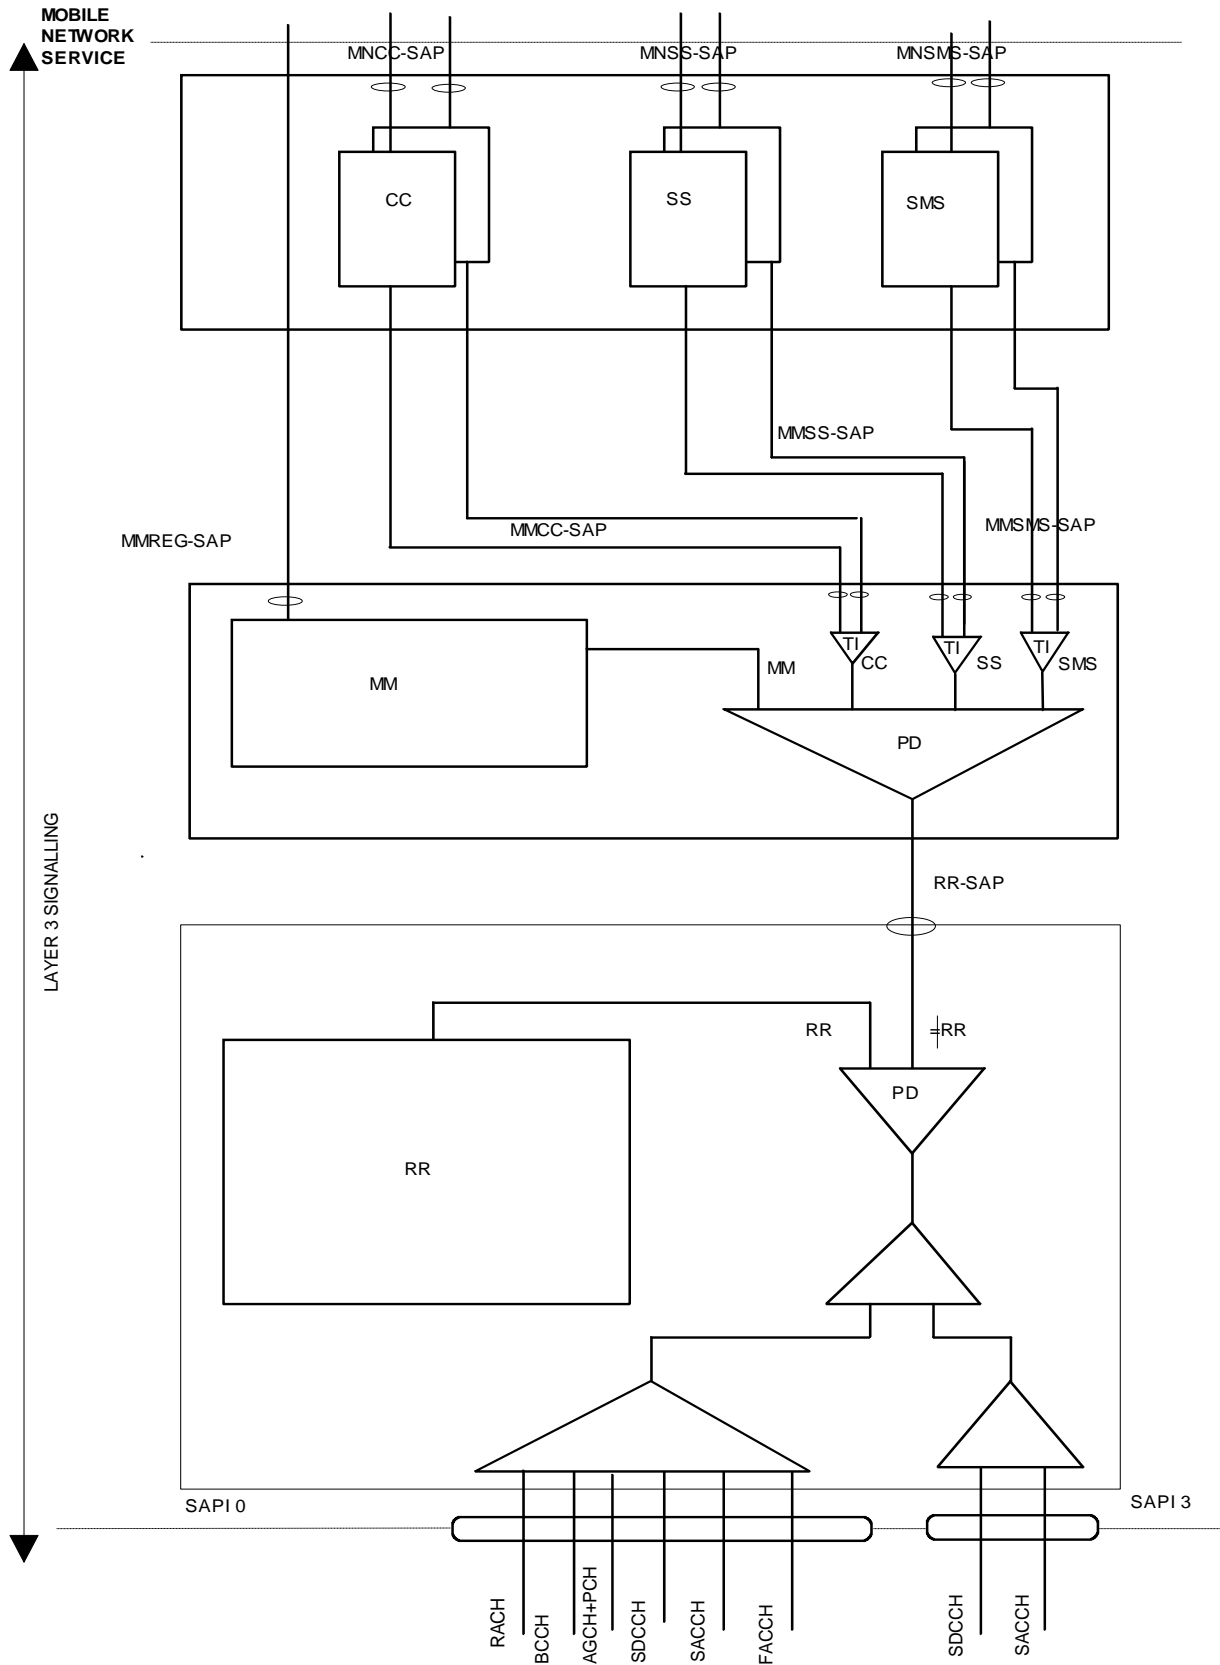 MOBILE
NETWORK
SERVICE
MNCC-SAP
MNSS-SAP
MNSMS-SAP
CC
SS
SMS
MMSS-SAP
MMREG-SAP
MMCC-SAP
MMSMS-SAP
TI
TI
TI
MM
MM
CC
SS
SMS
PD
LAYER 3 SIGNALLING
RR-SAP
RR
≠RR
PD
RR
SAPI 0
SAPI 3
RACH
BCCH
AGCH+PCH
SDCCH
SACCH
FACCH
SDCCH
SACCH